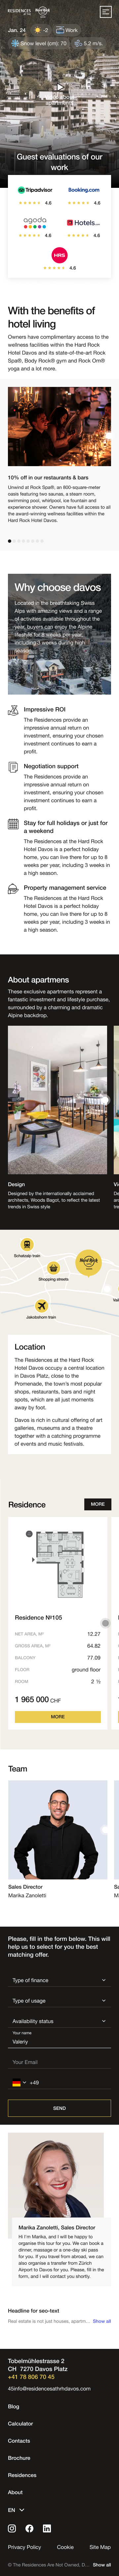 RESIDENCES
Jan. 24
-2
Work
Snow level (cm): 70
5.2 m/s.
Guest evaluations of our
work
Tripadvisor
4.6
Booking.com
4.6
agoda
4.6
Hotels
4.6
HRS
4.6
With the benefits of
hotel living
Owners have complimentary access to
the wellness facilities within the Hard
Rock Hotel Davos and its state-of-the-art Rock
Spa®, Body Rock® gym and Rock Om®
yoga and a lot more.
10% off in our restaurants & bars
Unwind at Rock Spa®, an 850-square-meter
oasis featuring two saunas, a steam room,
swimming pool, whirlpool, ice fountain and
experience shower. Owners have full access to all
the award-winning wellness facilities within the
Hard Rock Hotel Davos.
Why choose davos
Located in the breathtaking Swiss
Alps with amazing views and a range
of activities available throughout the
year, buyers can enjoy the Alpine
lifestyle for 8 weeks per year,
including 3 during high
season.
Impressive ROI
The Residences provide an
impressive annual return on
investment, ensuring your chosen
investment continues to earn
profit.
Negotiation support
The Residences provide an
impressive annual return on
investment, ensuring your chosen
investment continues to earn
profit.
Stay for full holidays or just for
a weekend
The Residences at the Hard Rock
Hotel Davos is a perfect holiday
home, you can live there for up to 8
weeks per year, including 3 weeks in
a high season.
Property management service
The Residences at the Hard Rock
Hotel Davos is a perfect holiday
home, you can live there for up to 8
weeks per year, including 3 weeks in
a high season.
About apartmens
These exclusive apartments represent a
fantastic investment and lifestyle purchase,
surrounded by a charming and dramatic
Alpine backdrop.
Design
Designed by the internationally acclaimed
architects, Woods Bagot, to reflect the latest
trends in Swiss style
Schatzalp train
Shopping streets
Jakobshorn train
Location
The Residences at the Hard Rock
Hotel Davos occupy a central location
in Davos Platz, close to the
Promenade, the town's most popular
shops, restaurants, bars, and night
spots, which are all just moments
away by foot.
Davos is rich in cultural offering of art
galleries, museums and a theatre
together with a catching programme
of events and music festivals.
Residence
MORE
Residence №105
NET AREA, M²
12.27
GROSS AREA, M²
64.82
BALCONY
77.09
FLOOR
ground floor
ROOM
2 ½
1 965 000 CHF
MORE
Team
Sales Director
Marika Zanoletti
Please, fill in the form below. This will
help us to select for you the best
matching offer.
Type of finance
Type of usage
Availability status
Your name
Valeriy
Your Email
+49
SEND
Marika Zanoletti, Sales Director
Hi I'm Marika, and I will be happy to
organise this tour for you. We can book a
dinner, message or a one-day ski pass
for you. If you travel from abroad, we can
also organise a transfer from Zürich
Airport to Davos for you. Please, fill in the
form, and I will contact you shortly.
Headline for seo-text
Real estate is not just houses, apartm... Show all
Tobelmühlestrasse 2
CH 7270 Davos Platz
+41 78 806 70 45
45info@residencesathrhdavos.com
Blog
Calculator
Contacts
Brochure
Residences
About
EN
Privacy Policy
Cookie
Site Map
© The Residences Are Not Owned, D... Show all